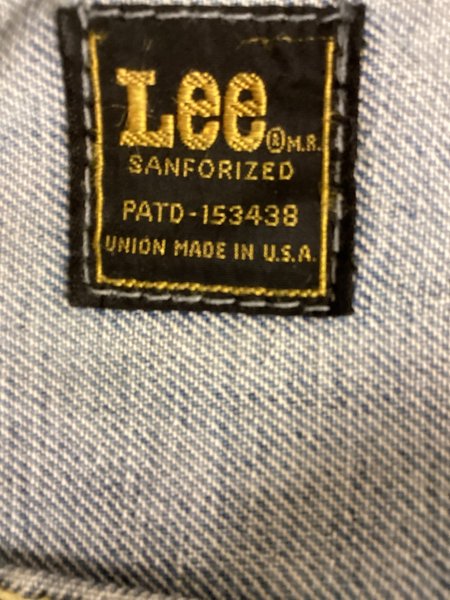 Lee® M.R.
SANFORIZED
PATD-153438
UNION MADE IN U.S.A.